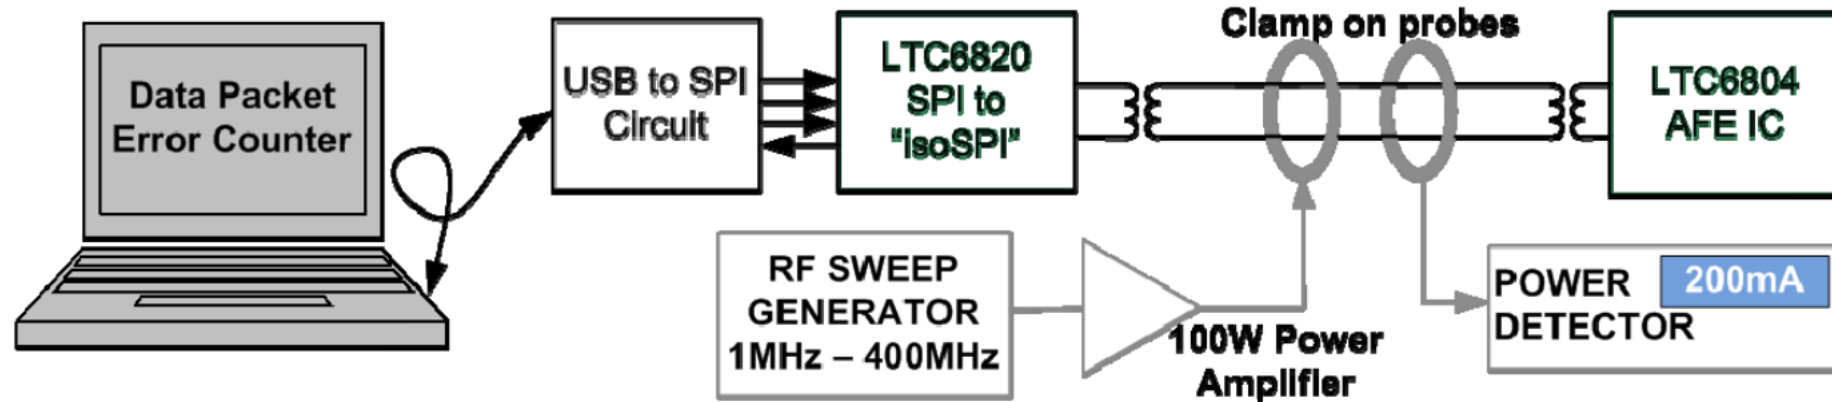 Data Packet
Error Counter
USB to SPI
Circuit
LTC6820
SPI to
"isoSPI"
Clamp on probes
LTC6804
AFE IC
RF SWEEP
GENERATOR
1MHz – 400MHz
100W Power
Amplifier
POWER
DETECTOR
200mA